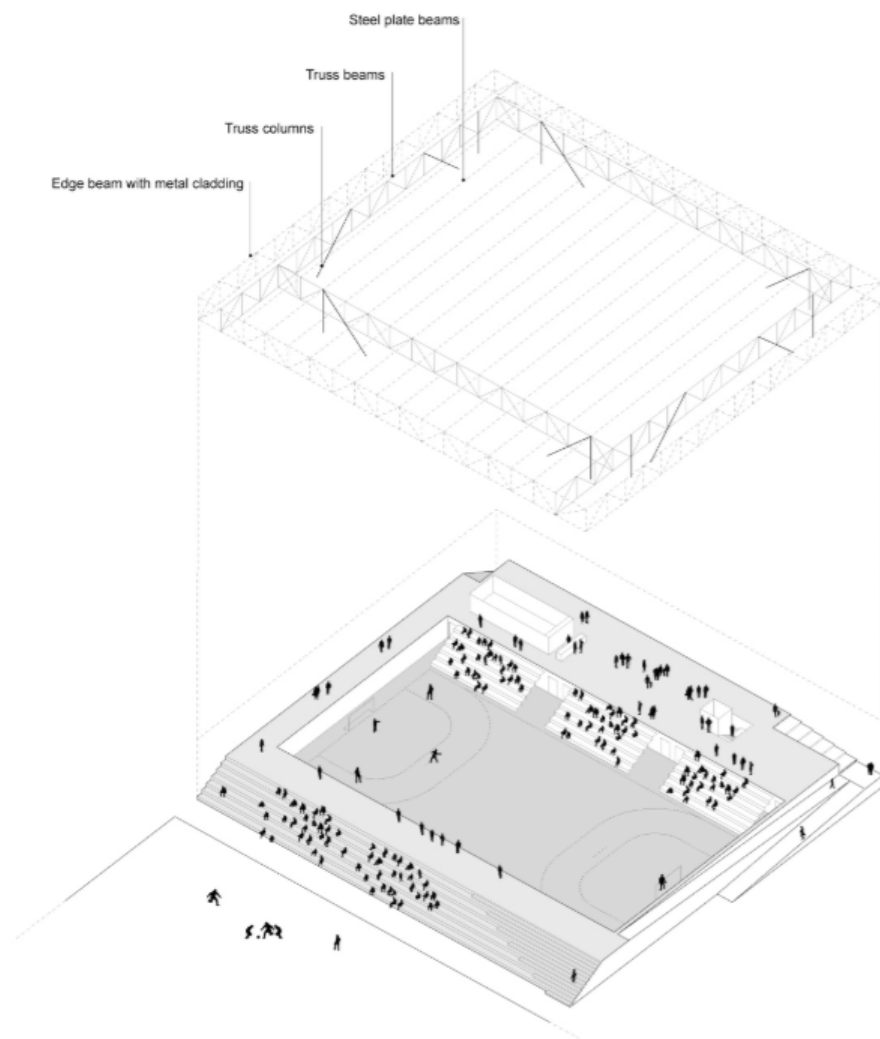 Steel plate beams
Truss beams
Truss columns
Edge beam with metal cladding